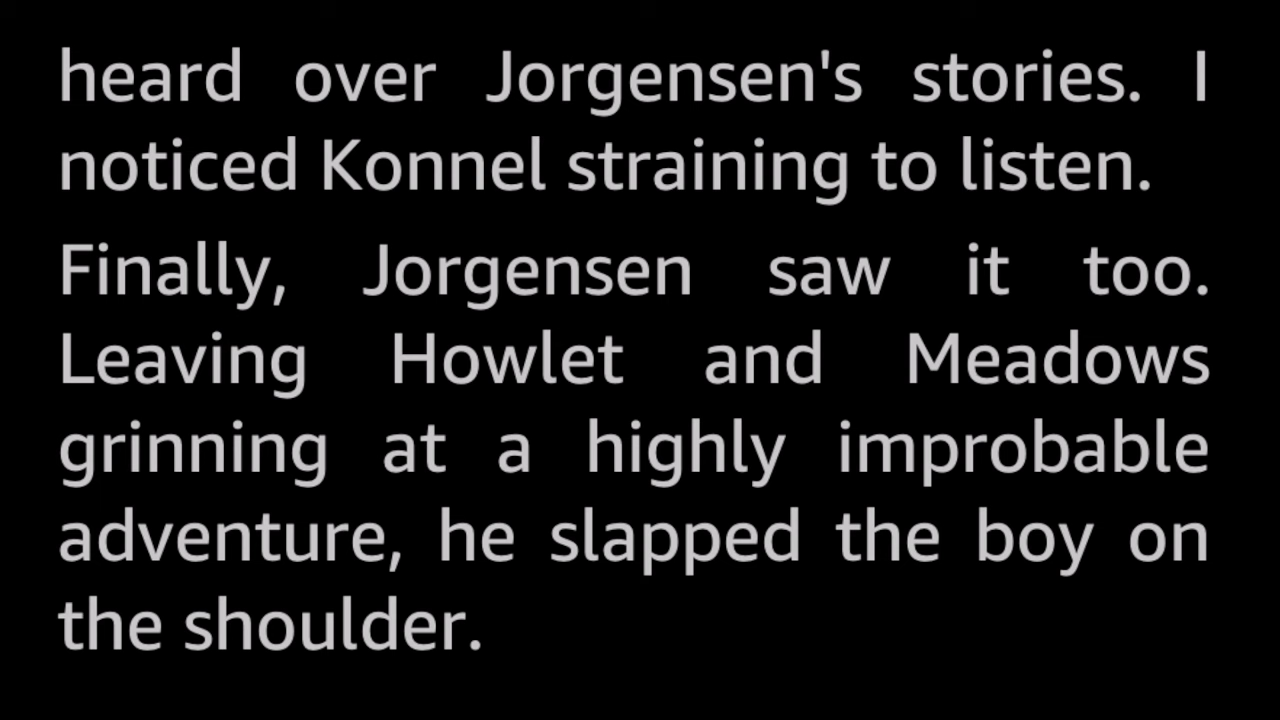 heard over Jorgensen's stories. I
noticed Konnel straining to listen.
Finally, Jorgensen saw it too.
Leaving Howlet and Meadows
grinning at a highly improbable
adventure, he slapped the boy on
the shoulder.